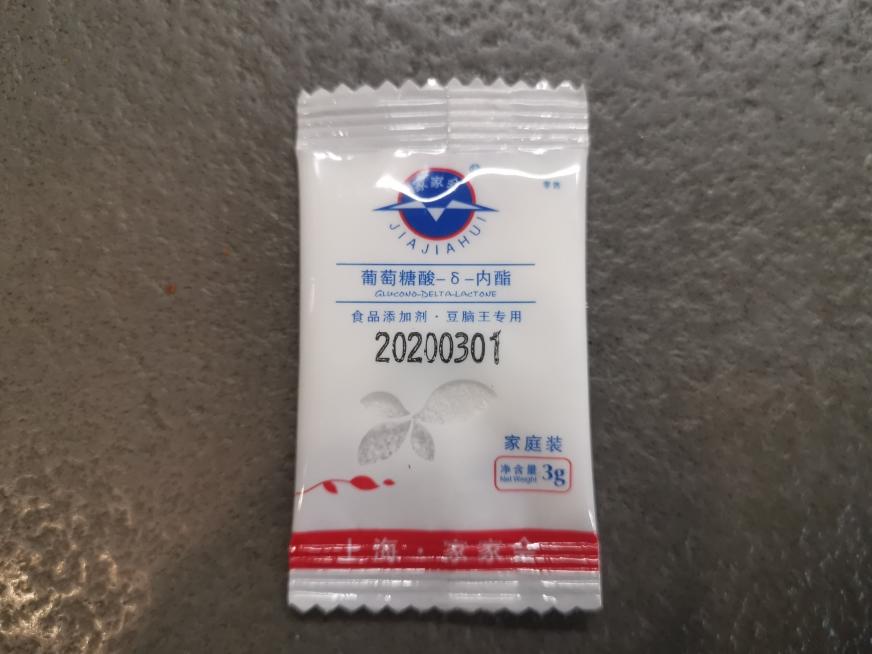 家家会
JIAJIAHUI
葡萄糖酸-δ-内酯
GLUCONO-DELTA-LACTONE
食品添加剂·豆脑王专用
20200301
家庭装
净含量 3g
Net Weight
上海·家家会